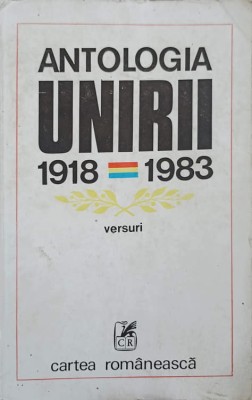 ANTOLOGIA
UNIRII
1918 1983
versuri
CR
cartea românească